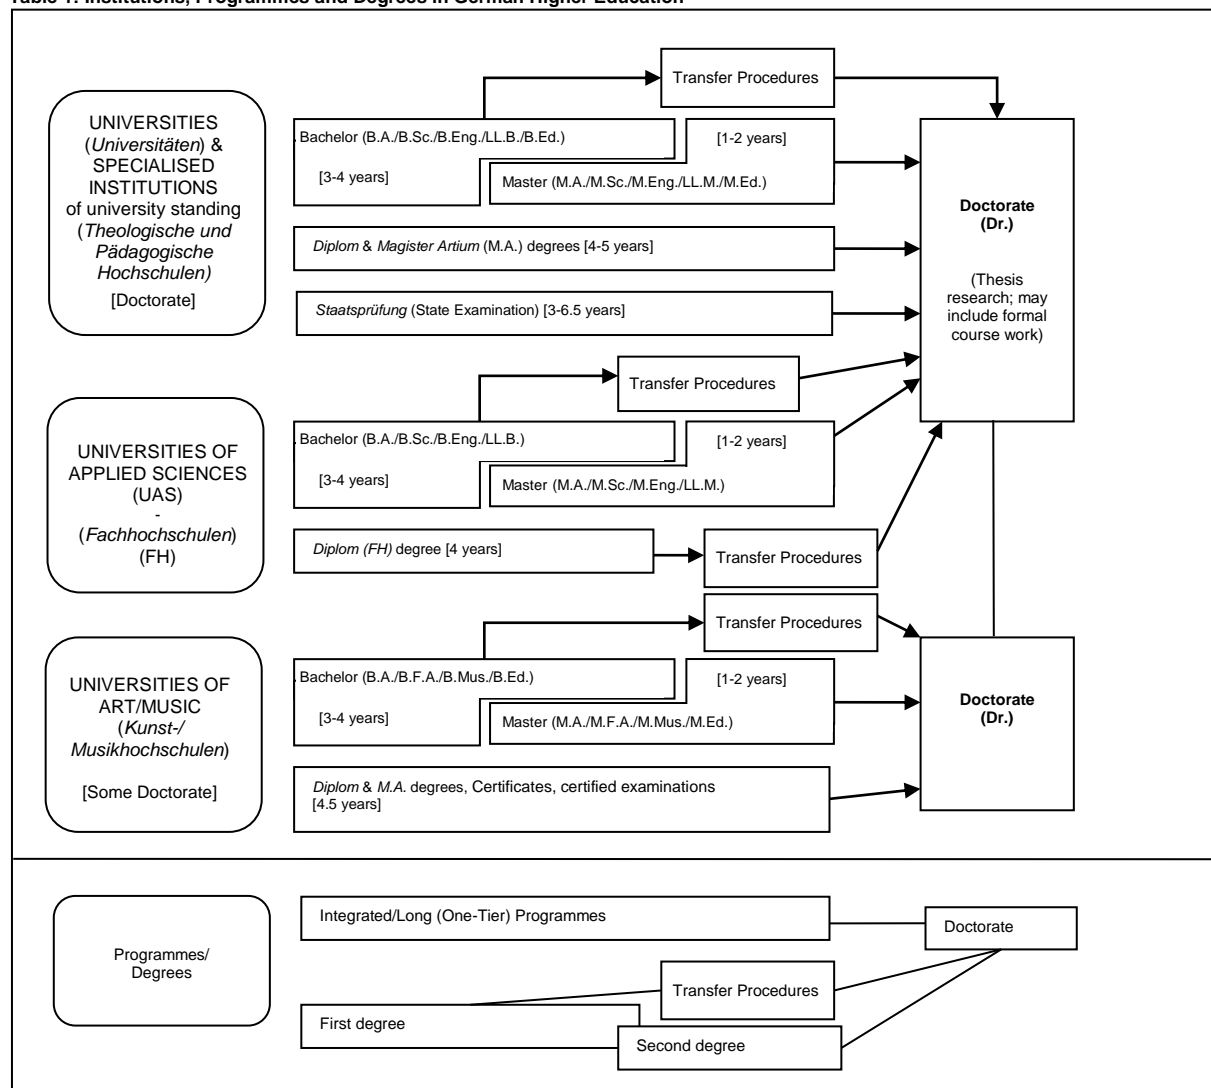 Table 1: Institutions, Programmes and Degrees in German Higher Education
Transfer Procedures
UNIVERSITIES
(Universitäten) &
SPECIALISED
INSTITUTIONS
of university standing
(Theologische und
Pädagogische
Hochschulen)
[Doctorate]
. Bachelor (B.A./B.Sc./B.Eng./LL.B./B.Ed.)
[3-4 years]
[1-2 years]
Master (M.A./M.Sc./M.Eng./LL.M./M.Ed.)
Diplom & Magister Artium (M.A.) degrees [4-5 years]
Staatsprüfung (State Examination) [3-6.5 years]
Doctorate
(Dr.)
(Thesis
research; may
include formal
course work)
Transfer Procedures
UNIVERSITIES OF
APPLIED SCIENCES
(UAS)
-
(Fachhochschulen)
(FH)
. Bachelor (B.A./B.Sc./B.Eng./LL.B.)
[3-4 years]
[1-2 years]
Master (M.A./M.Sc./M.Eng./LL.M.)
Diplom (FH) degree [4 years]
Transfer Procedures
Transfer Procedures
UNIVERSITIES OF
ART/MUSIC
(Kunst-/
Musikhochschulen)
[Some Doctorate]
. Bachelor (B.A./B.F.A./B.Mus./B.Ed.)
[3-4 years]
[1-2 years]
Master (M.A./M.F.A./M.Mus./M.Ed.)
Diplom & M.A. degrees, Certificates, certified examinations
[4.5 years]
Doctorate
(Dr.)
Programmes/
Degrees
Integrated/Long (One-Tier) Programmes
Doctorate
Transfer Procedures
First degree
Second degree